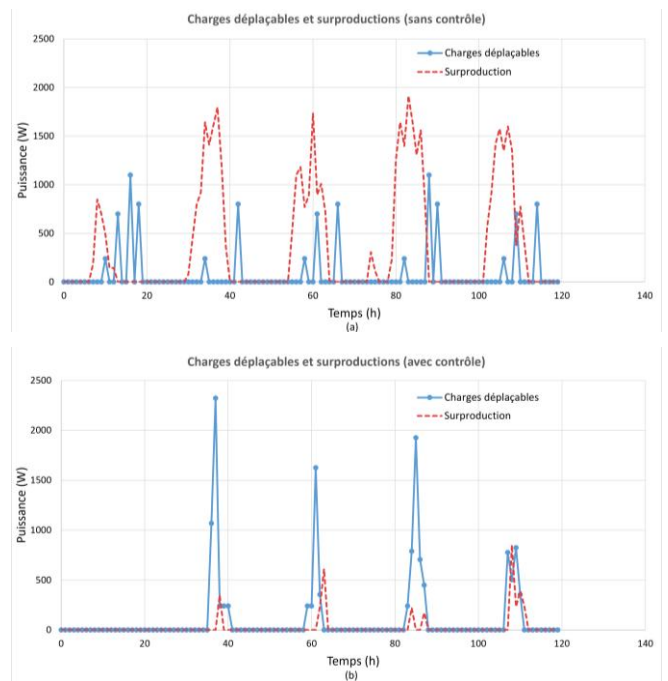 Charges déplaçables et surproductions (sans contrôle)
2500
Charges déplaçables
Surproduction
2000
1500
1000
500
0
Puissance (W)
0 20 40 60 80 100 120 140
Temps (h)
(a)
Charges déplaçables et surproductions (avec contrôle)
2500
Charges déplaçables
Surproduction
2000
1500
1000
500
0
Puissance (W)
0 20 40 60 80 100 120 140
Temps (h)
(b)